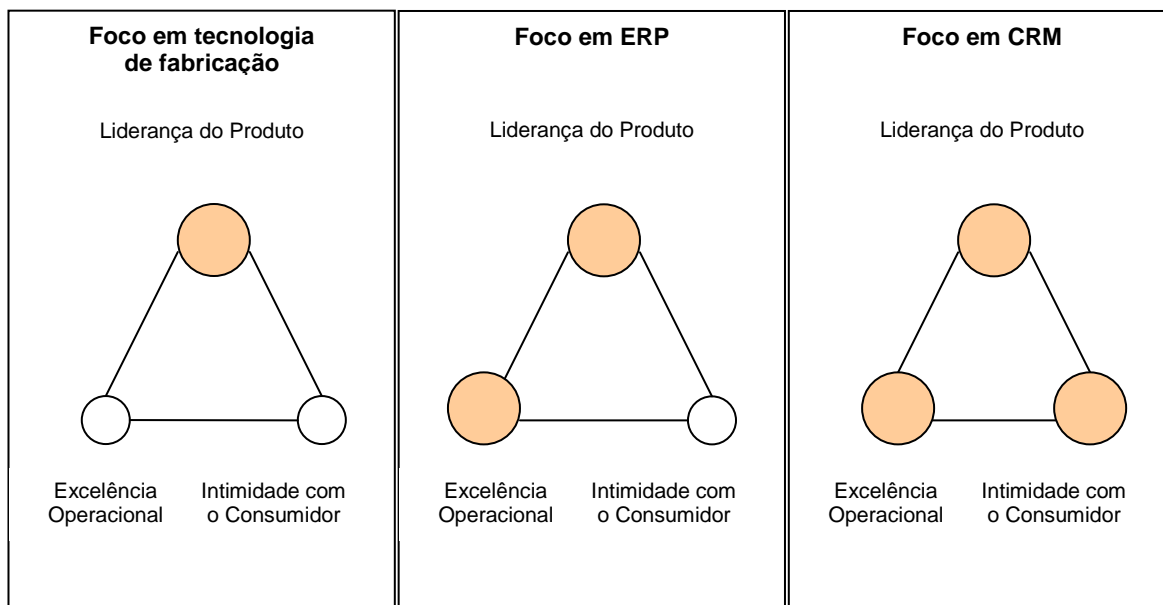 Foco em tecnologia
de fabricação
Liderança do Produto
Excelência
Operacional
Intimidade com
o Consumidor
Foco em ERP
Liderança do Produto
Excelência
Operacional
Intimidade com
o Consumidor
Foco em CRM
Liderança do Produto
Excelência
Operacional
Intimidade com
o Consumidor